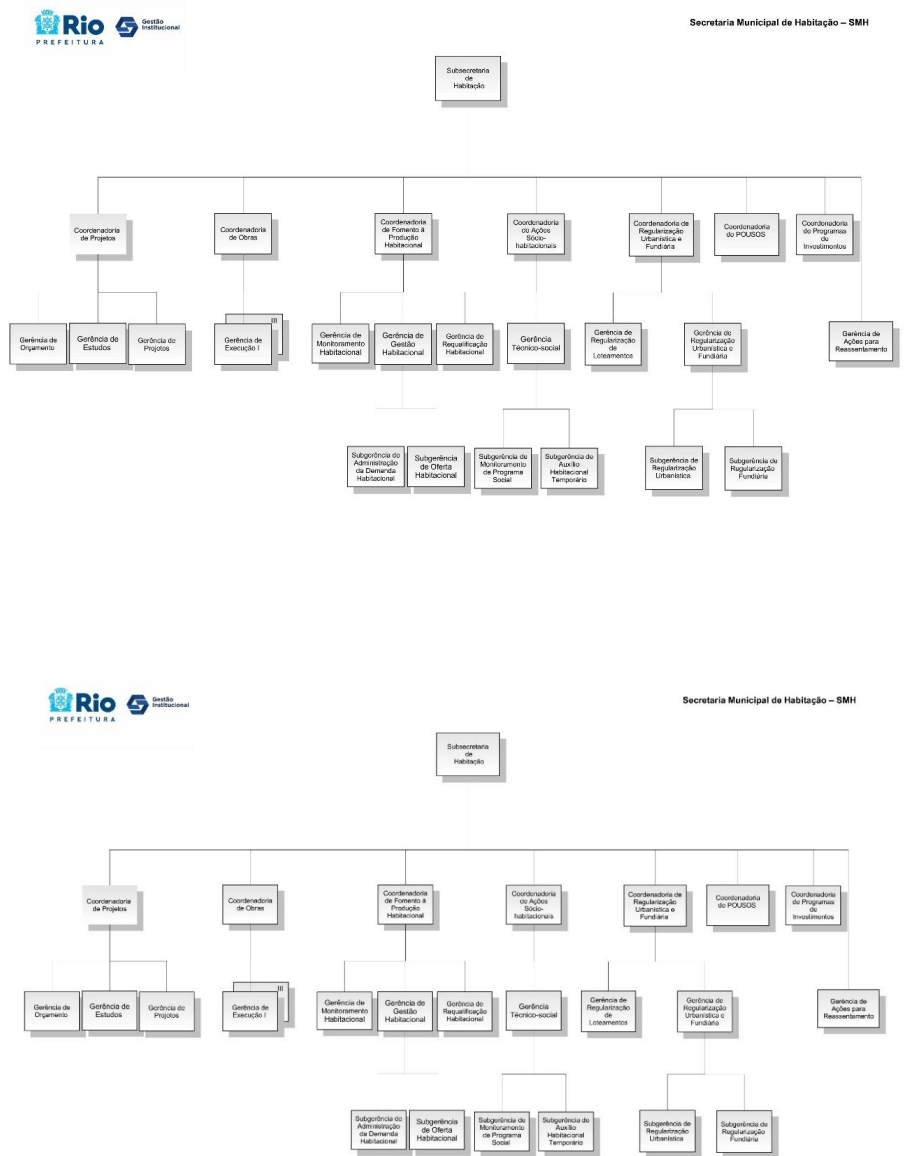 Rio
PREFEITURA
Gestão
Institucional
Secretaria Municipal de Habitação – SMH
Subsecretaria
de
Habitação
Coordenadoria
de Projetos
Coordenadoria
de Obras
Coordenadoria
de Fomento à
Produção
Habitacional
Coordenadoria
de Ações
Sócio-
habitacionais
Coordenadoria de
Regularização
Urbanística e
Fundiária
Coordenadoria
de POUSOS
Coordenadoria
de Programas
de
Investimentos
Gerência de
Orçamento
Gerência de
Estudos
Gerência de
Projetos
III
Gerência de
Execução I
Gerência de
Monitoramento
Habitacional
Gerência de
Gestão
Habitacional
Gerência de
Requalificação
Habitacional
Gerência
Técnico-social
Gerência de
Regularização
de
Loteamentos
Gerência de
Regularização
Urbanística e
Fundiária
Gerência de
Ações para
Reassentamento
Subgerência de
Administração
da Demanda
Habitacional
Subgerência
de Oferta
Habitacional
Subgerência de
Monitoramento
de Programa
Social
Subgerência de
Auxílio
Habitacional
Temporário
Subgerência de
Regularização
Urbanística
Subgerência de
Regularização
Fundiária
Rio
PREFEITURA
Gestão
Institucional
Secretaria Municipal de Habitação – SMH
Subsecretaria
de
Habitação
Coordenadoria
de Projetos
Coordenadoria
de Obras
Coordenadoria
de Fomento à
Produção
Habitacional
Coordenadoria
de Ações
Sócio-
habitacionais
Coordenadoria de
Regularização
Urbanística e
Fundiária
Coordenadoria
de POUSOS
Coordenadoria
de Programas
de
Investimentos
Gerência de
Orçamento
Gerência de
Estudos
Gerência de
Projetos
III
Gerência de
Execução I
Gerência de
Monitoramento
Habitacional
Gerência de
Gestão
Habitacional
Gerência de
Requalificação
Habitacional
Gerência
Técnico-social
Gerência de
Regularização
de
Loteamentos
Gerência de
Regularização
Urbanística e
Fundiária
Gerência de
Ações para
Reassentamento
Subgerência de
Administração
da Demanda
Habitacional
Subgerência
de Oferta
Habitacional
Subgerência de
Monitoramento
de Programa
Social
Subgerência de
Auxílio
Habitacional
Temporário
Subgerência de
Regularização
Urbanística
Subgerência de
Regularização
Fundiária